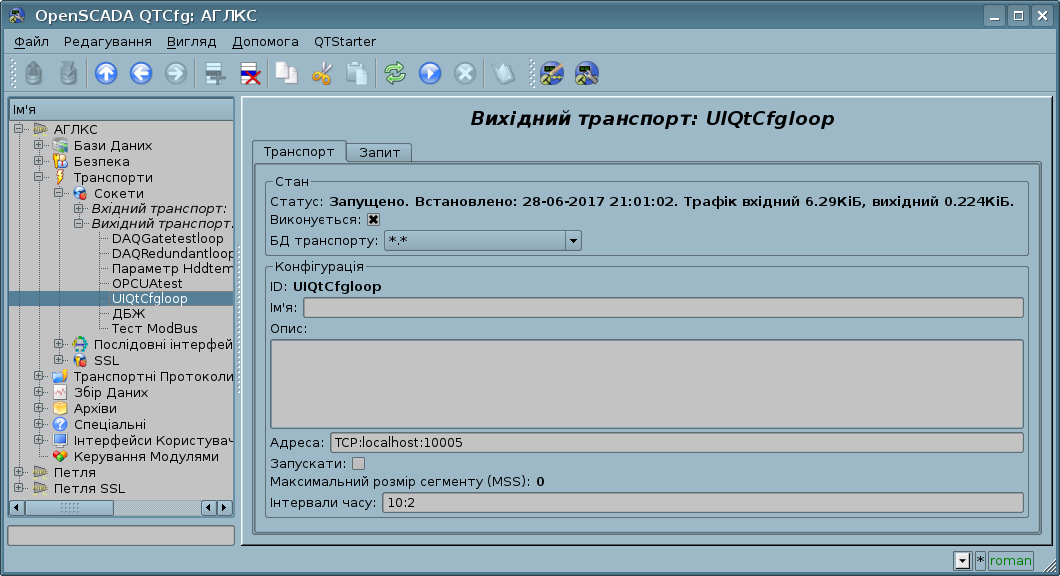 OpenSCADA QTCfg: АГЛКС
Файл Редагування Вигляд Допомога QTStarter
Ім'я
АГЛКС
Бази Даних
Безпека
Транспорти
Сокети
Вхідний транспорт:
Вихідний транспорт.
DAQGatetestloop
DAQRedundantloop
Параметр Hddtem
OPCUAtest
UIQtCfgloop
ДБЖ
Тест ModBus
Послідовні інтерфей
SSL
Транспортні Протоколи
Збір Даних
Архіви
Спеціальні
Інтерфейси Користувач
Керування Модулями
Петля
Петля SSL
Вихідний транспорт: UIQtCfgloop
Транспорт Запит
Стан
Статус: Запущено. Встановлено: 28-06-2017 21:01:02. Трафік вхідний 6.29КіБ, вихідний 0.224КіБ.
Виконується:
БД транспорту: *.*
Конфігурація
ID: UIQtCfgloop
Ім'я:
Опис:
Адреса: TCP:localhost:10005
Запускати:
Максимальний розмір сегменту (MSS): 0
Інтервали часу: 10:2
* roman